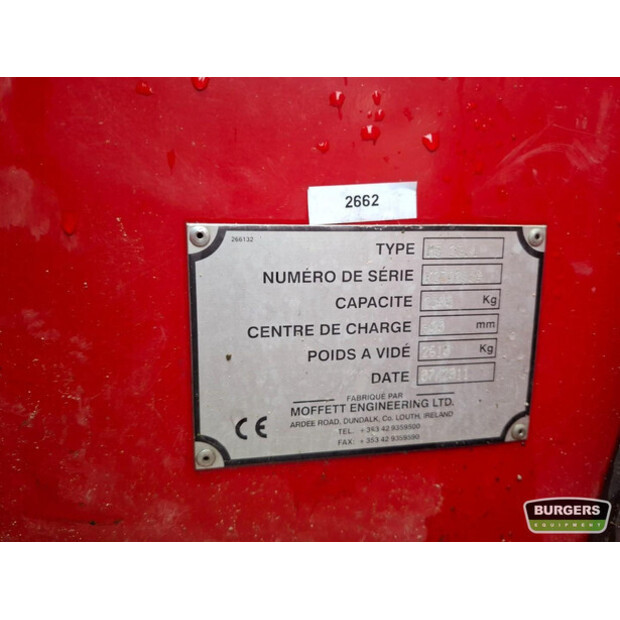 2662
266132
TYPE
NUMÉRO DE SÉRIE
CAPACITE Kg
CENTRE DE CHARGE mm
POIDS A VIDÉ Kg
DATE
FABRIQUÉ PAR
MOFFETT ENGINEERING LTD.
ARDEE ROAD, DUNDALK, Co. LOUTH, IRELAND
TEL. +353 42 9359500
FAX: +353 42 9359590
CE
BURGERS
EQUIPMENT